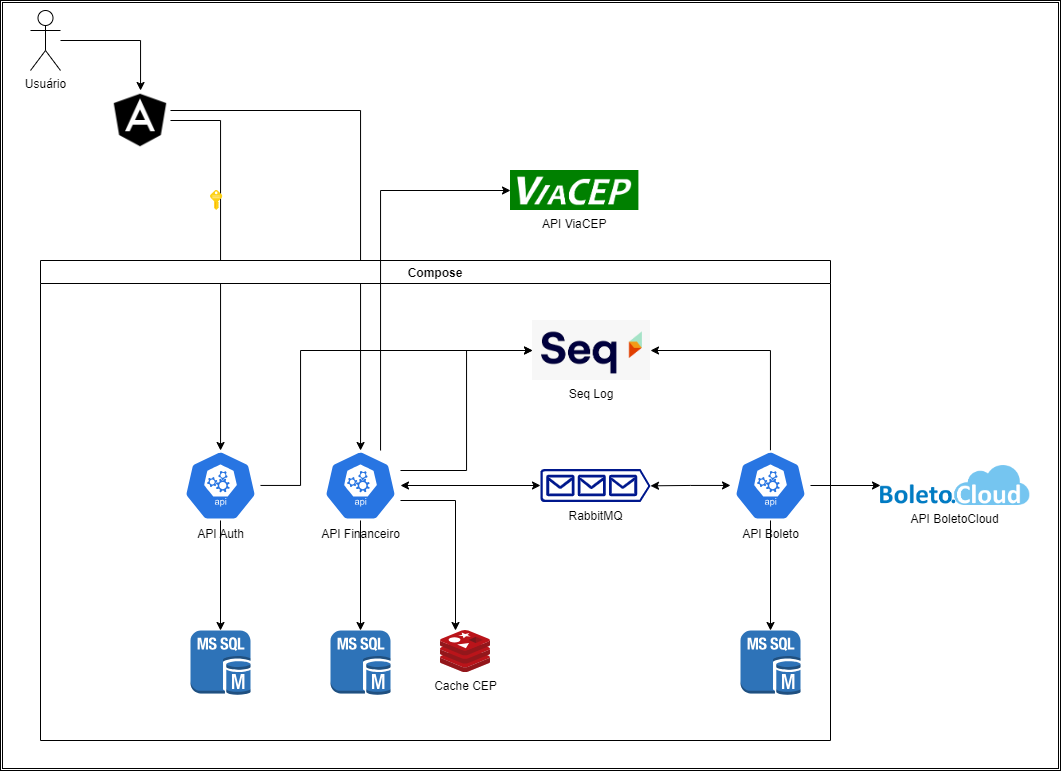 Usuário
A
VIACEP
API ViaCEP
Compose
Seq
Seq Log
api
API Auth
api
API Financeiro
RabbitMQ
api
API Boleto
Boleto.Cloud
API BoletoCloud
MS SQL
M
MS SQL
M
Cache CEP
MS SQL
M